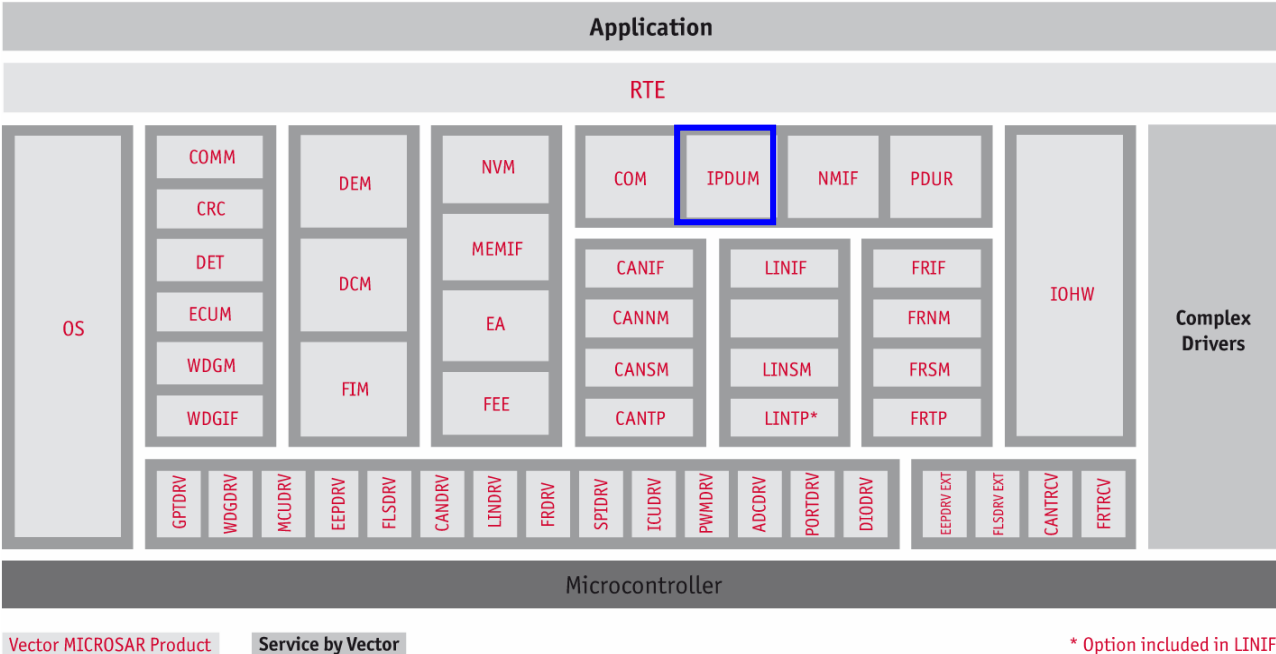 Application
RTE
OS
COMM
CRC
DET
ECUM
WDGM
WDGIF
DEM
DCM
FIM
NVM
MEMIF
EA
FEE
COM
IPDUM
NMIF
PDUR
CANIF
CANNM
CANSM
CANTP
LINIF
LINSM
LINTP*
FRIF
FRNM
FRSM
FRTP
IOHW
Complex
Drivers
GPTDRV
WDGDRV
MCUDRV
EEPDRV
FLSDRV
CANDRV
LINDRV
FRDRV
SPIDRV
ICUDRV
PWMDRV
ADCDRV
PORTDRV
DIODRV
EEPDRV EXT
FLSDRV EXT
CANTRCV
FRTRCV
Microcontroller
Vector MICROSAR Product
Service by Vector
* Option included in LINIF